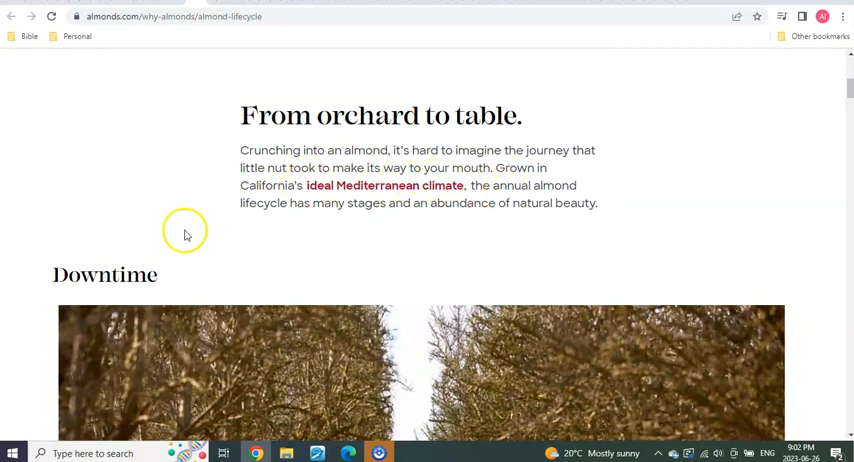 almonds.com/why-almonds/almond-lifecycle
AI
Bible
Personal
Other bookmarks
From orchard to table.
Crunching into an almond, it's hard to imagine the journey that
little nut took to make its way to your mouth. Grown in
California's ideal Mediterranean climate, the annual almond
lifecycle has many stages and an abundance of natural beauty.
Downtime
Type here to search
20°C Mostly sunny
ENG
9:02 PM
2023-06-26
2